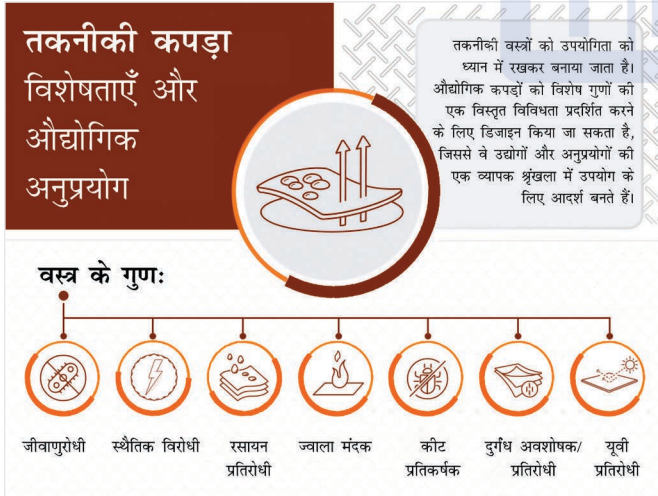 तकनीकी कपड़ा
विशेषताएँ और
औद्योगिक
अनुप्रयोग
तकनीकी वस्त्रों को उपयोगिता को
ध्यान में रखकर बनाया जाता है।
औद्योगिक कपड़ों को विशेष गुणों की
एक विस्तृत विविधता प्रदर्शित करने
के लिए डिजाइन किया जा सकता है,
जिससे वे उद्योगों और अनुप्रयोगों की
एक व्यापक श्रृंखला में उपयोग के
लिए आदर्श बनते हैं।
वस्त्र के गुण:
जीवाणुरोधी
स्थैतिक विरोधी
रसायन
प्रतिरोधी
ज्वाला मंदक
कीट
प्रतिकर्षक
दुर्गंध अवशोषक/
प्रतिरोधी
यूवी
प्रतिरोधी